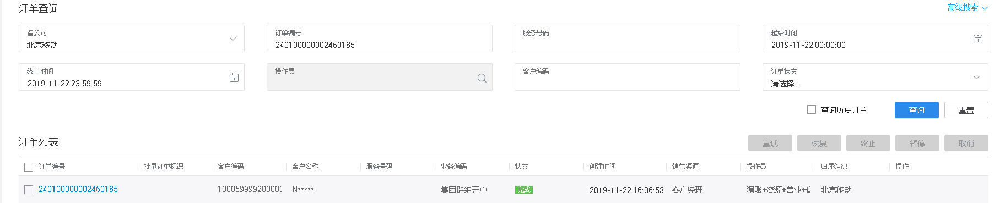 订单查询
高级搜索
省公司
北京移动
订单编号
240100000002460185
服务号码
起始时间
2019-11-22 00:00:00
终止时间
2019-11-22 23:59:59
操作员
客户编码
订单状态
请选择...
查询历史订单
查询
重置
订单列表
重试
恢复
终止
暂停
取消
订单编号 批量订单标识 客户编码 客户名称 服务号码 业务编码 状态 创建时间 销售渠道 操作员 归属组织 操作
240100000002460185 10005999920000 N***** 集团群组开户 完成 2019-11-22 16:06:53 客户经理 调账+资源+营业+ 北京移动